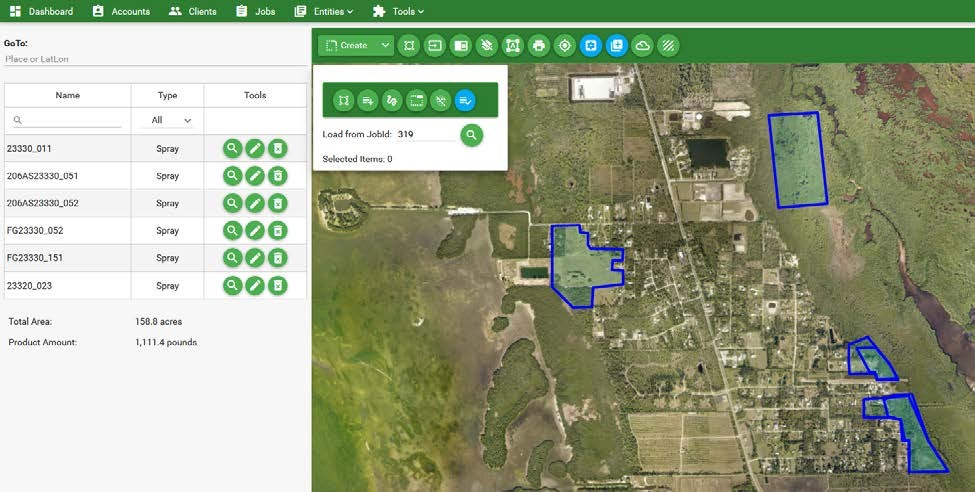 Dashboard Accounts Clients Jobs Entities Tools
GoTo:
Place or LatLon
Name Type Tools
All
23330_011 Spray
206AS23330_051 Spray
206AS23330_052 Spray
FG23330_052 Spray
FG23330_151 Spray
23320_023 Spray
Total Area: 158.8 acres
Product Amount: 1,111.4 pounds
Create
Load from JobId: 319
Selected Items: 0